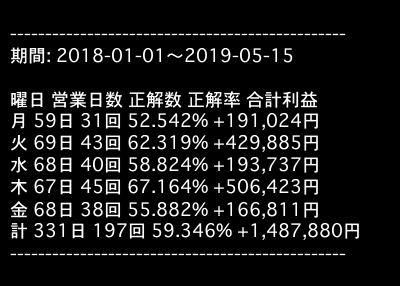 ------------------------------------------------
期間: 2018-01-01〜2019-05-15
曜日 営業日数 正解数 正解率 合計利益
月 59日 31回 52.542% +191,024円
火 69日 43回 62.319% +429,885円
水 68日 40回 58.824% +193,737円
木 67日 45回 67.164% +506,423円
金 68日 38回 55.882% +166,811円
計 331日 197回 59.346% +1,487,880円
------------------------------------------------